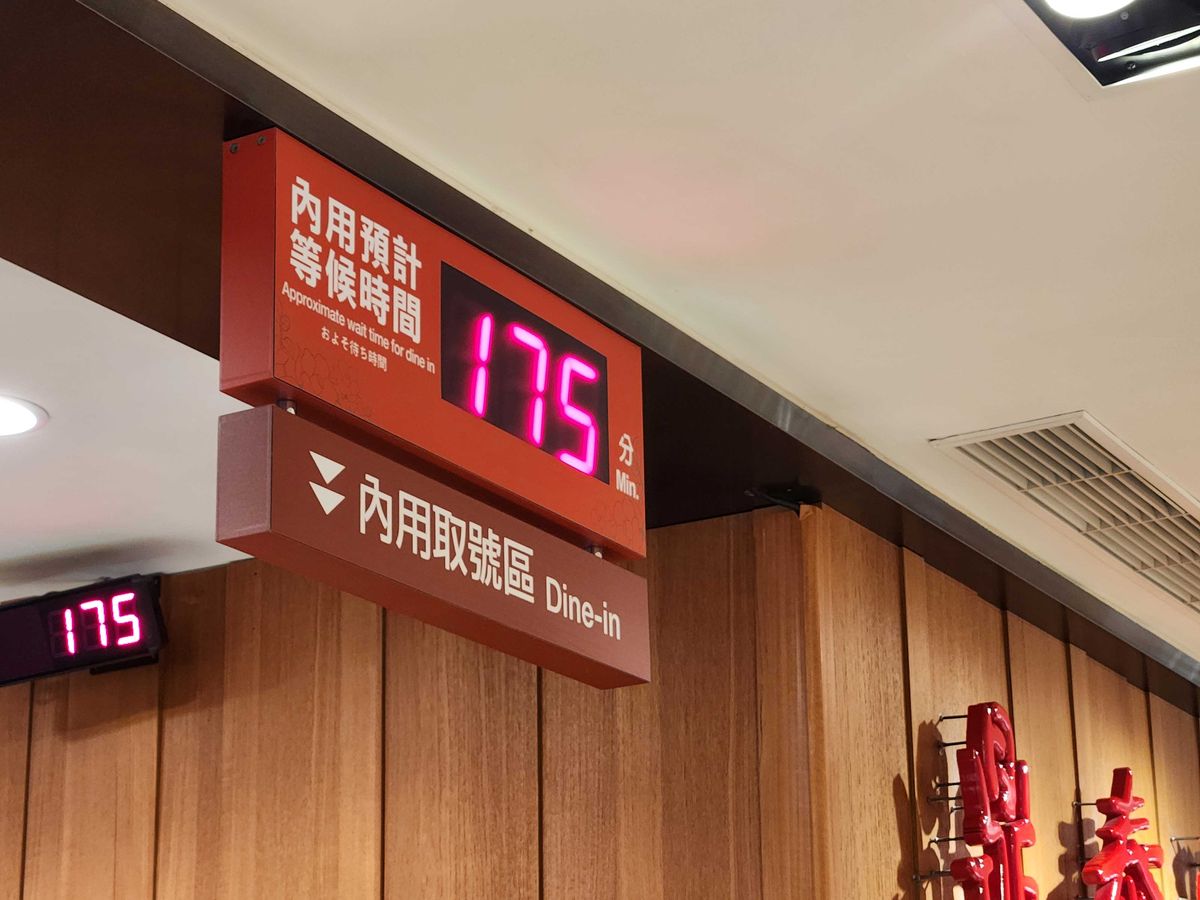 內用預計
等候時間
Approximate wait time for dine in
およそ待ち時間
175
分
Min.
內用取號區 Dine-in
175